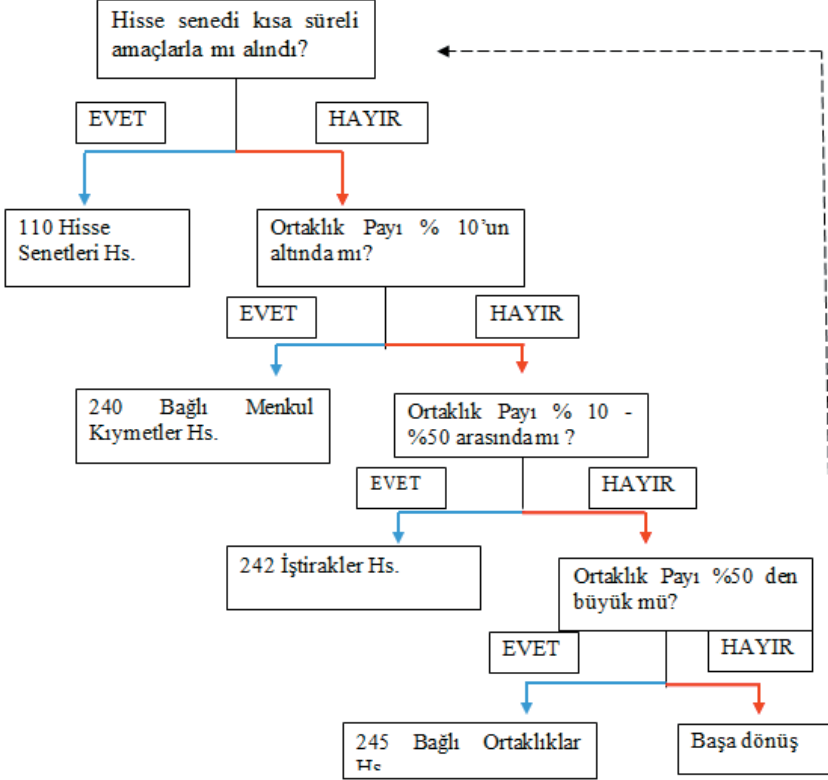 Hisse senedi kısa süreli
amaçlarla mı alındı?
EVET
HAYIR
110 Hisse
Senetleri Hs.
Ortaklık Payı % 10'un
altında mı?
EVET
HAYIR
240 Bağlı Menkul
Kıymetler Hs.
Ortaklık Payı % 10 -
%50 arasında mı ?
EVET
HAYIR
242 İştirakler Hs.
Ortaklık Payı %50 den
büyük mü?
EVET
HAYIR
245 Bağlı Ortaklıklar
Hs
Başa dönüş